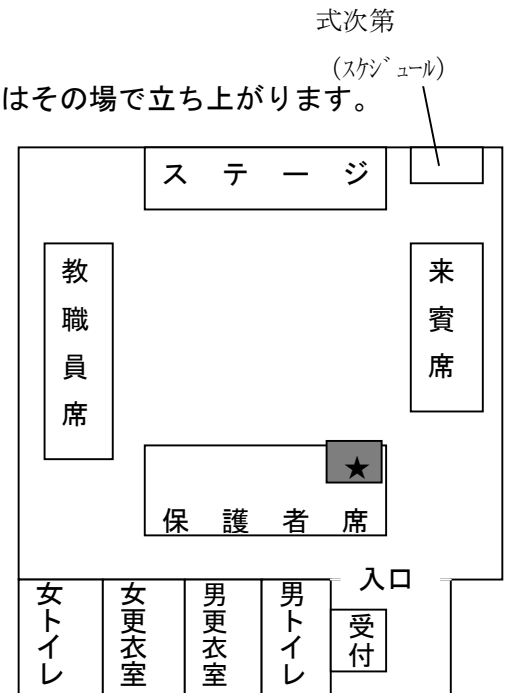 式次第
(スケジュール)
はその場で立ち上がります。
ステージ
教職員席
来賓席
★
保護者席
入口
女トイレ
女更衣室
男更衣室
男トイレ
受付